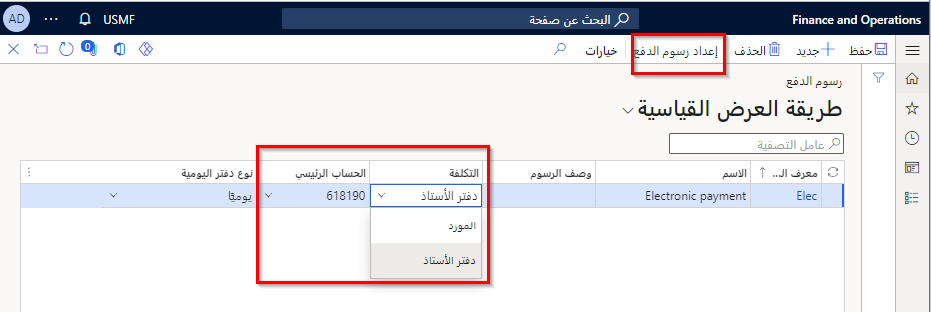 Finance and Operations
البحث عن صفحة
USMF
AD
حفظ
جديد
الحذف
إعداد رسوم الدفع
خيارات
0
رسوم الدفع
طريقة العرض القياسية
عامل التصفية
معرف الـ...
الاسم
وصف الرسوم
التكلفة
الحساب الرئيسي
نوع دفتر اليومية
Elec
Electronic payment
دفتر الأستاذ
618190
يوميًا
المورد
دفتر الأستاذ